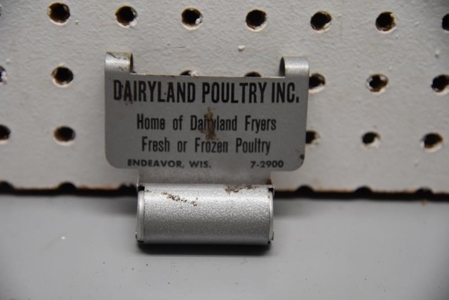 DAIRYLAND POULTRY INC.
Home of Dairyland Fryers
Fresh or Frozen Poultry
ENDEAVOR, WIS. 7-2900